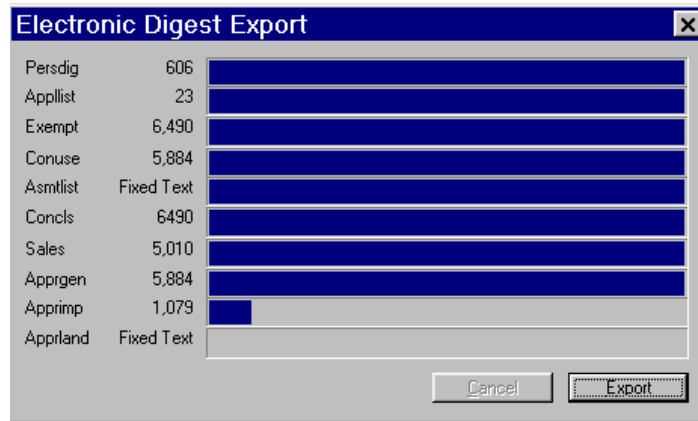 Electronic Digest Export
Persdig 606
Appllist 23
Exempt 6,490
Conuse 5,884
Asmtlist Fixed Text
Concls 6490
Sales 5,010
Apprgen 5,884
Apprimp 1,079
Apprland Fixed Text
Cancel Export